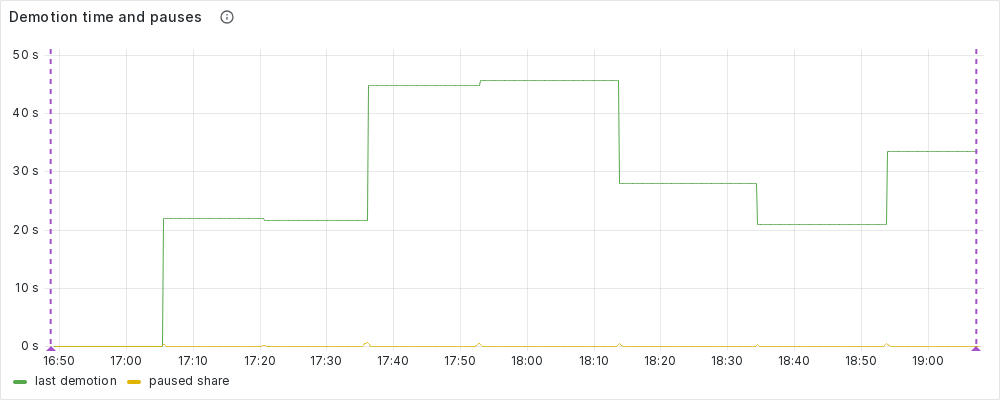 Demotion time and pauses
50 s
40 s
30 s
20 s
10 s
0 s
16:50 17:00 17:10 17:20 17:30 17:40 17:50 18:00 18:10 18:20 18:30 18:40 18:50 19:00
last demotion paused share